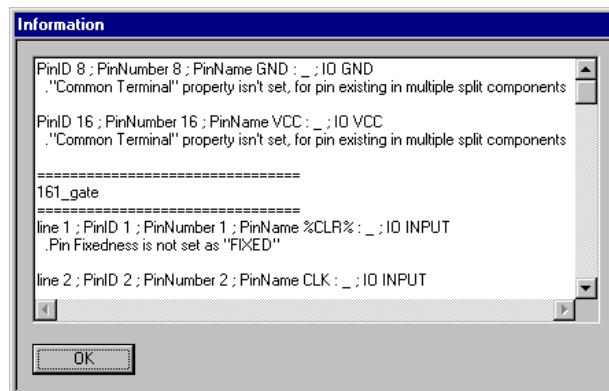 Information
PinID 8 ; PinNumber 8 ; PinName GND : _ ; IO GND
."Common Terminal" property isn't set, for pin existing in multiple split components
PinID 16 ; PinNumber 16 ; PinName VCC : _ ; IO VCC
."Common Terminal" property isn't set, for pin existing in multiple split components
================================
161_gate
================================
line 1 ; PinID 1 ; PinNumber 1 ; PinName %CLR% : _ ; IO INPUT
.Pin Fixedness is not set as "FIXED"
line 2 ; PinID 2 ; PinNumber 2 ; PinName CLK : _ ; IO INPUT
OK